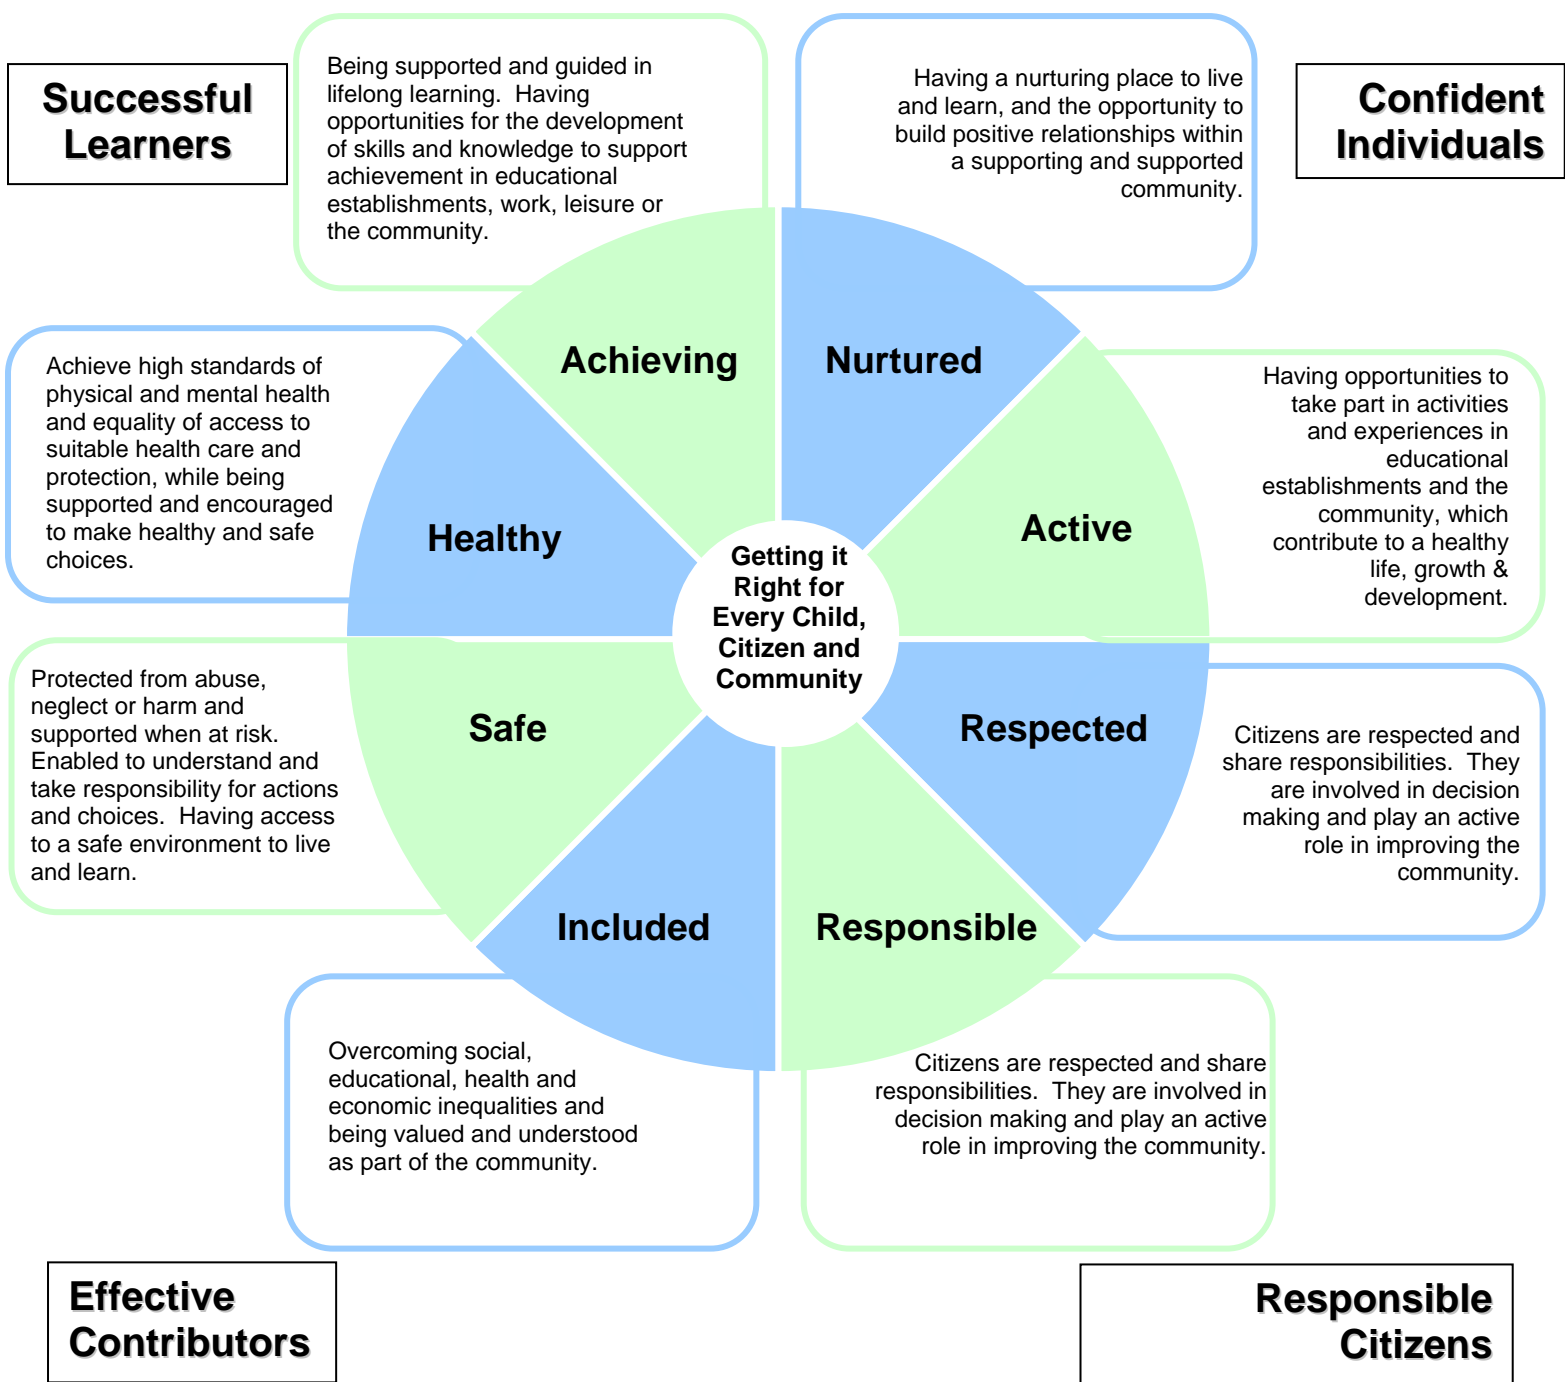 Successful
Learners
Being supported and guided in
lifelong learning.  Having
opportunities for the development
of skills and knowledge to support
achievement in educational
establishments, work, leisure or
the community.
Having a nurturing place to live
and learn, and the opportunity to
build positive relationships within
a supporting and supported
community.
Confident
Individuals
Achieving
Nurtured
Achieve high standards of
physical and mental health
and equality of access to
suitable health care and
protection, while being
supported and encouraged
to make healthy and safe
choices.
Healthy
Active
Having opportunities to
take part in activities
and experiences in
educational
establishments and the
community, which
contribute to a healthy
life, growth &
development.
Getting it
Right for
Every Child,
Citizen and
Community
Protected from abuse,
neglect or harm and
supported when at risk.
Enabled to understand and
take responsibility for actions
and choices.  Having access
to a safe environment to live
and learn.
Safe
Respected
Citizens are respected and
share responsibilities.  They
are involved in decision
making and play an active
role in improving the
community.
Included
Responsible
Overcoming social,
educational, health and
economic inequalities and
being valued and understood
as part of the community.
Citizens are respected and share
responsibilities.  They are involved in
decision making and play an active
role in improving the community.
Effective
Contributors
Responsible
Citizens